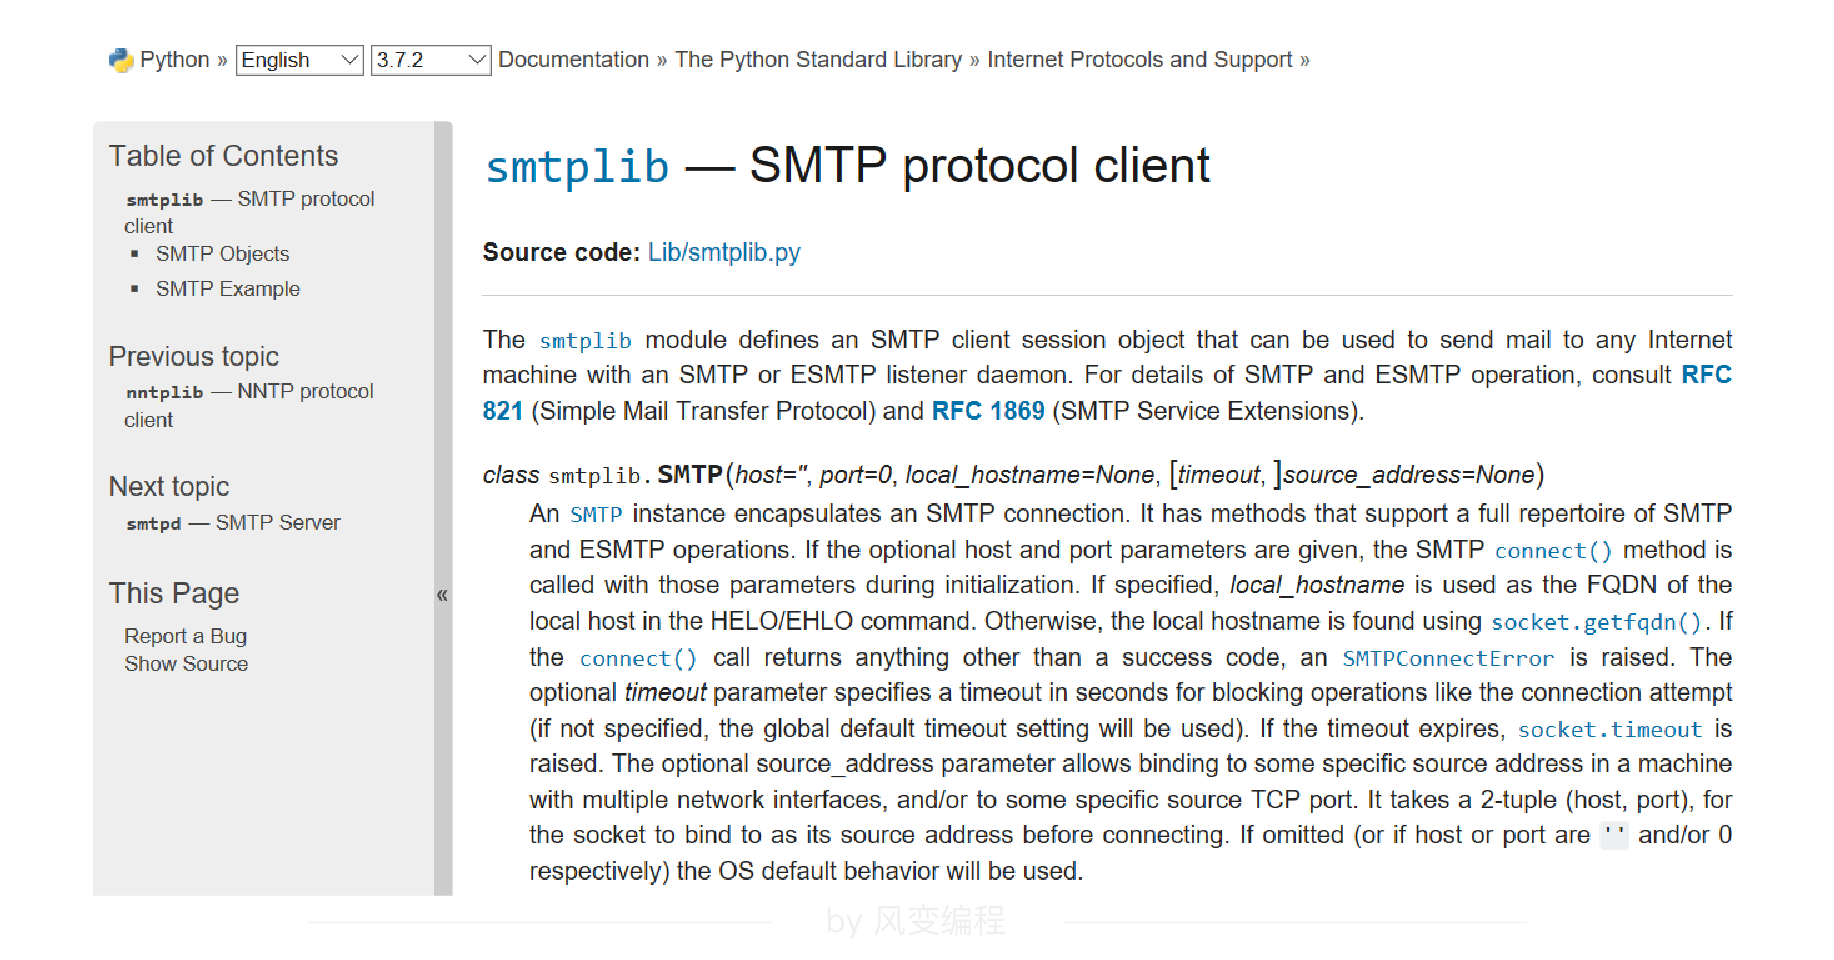 Python » English 3.7.2 Documentation » The Python Standard Library » Internet Protocols and Support »
Table of Contents
smtplib — SMTP protocol
client
▪ SMTP Objects
▪ SMTP Example
Previous topic
nntplib — NNTP protocol
client
Next topic
smtpd — SMTP Server
This Page
Report a Bug
Show Source
«
smtplib — SMTP protocol client
Source code: Lib/smtplib.py
The smtplib module defines an SMTP client session object that can be used to send mail to any Internet
machine with an SMTP or ESMTP listener daemon. For details of SMTP and ESMTP operation, consult RFC
821 (Simple Mail Transfer Protocol) and RFC 1869 (SMTP Service Extensions).
class smtplib.SMTP(host='', port=0, local_hostname=None, [timeout, ]source_address=None)
An SMTP instance encapsulates an SMTP connection. It has methods that support a full repertoire of SMTP
and ESMTP operations. If the optional host and port parameters are given, the SMTP connect() method is
called with those parameters during initialization. If specified, local_hostname is used as the FQDN of the
local host in the HELO/EHLO command. Otherwise, the local hostname is found using socket.getfqdn(). If
the connect() call returns anything other than a success code, an SMTPConnectError is raised. The
optional timeout parameter specifies a timeout in seconds for blocking operations like the connection attempt
(if not specified, the global default timeout setting will be used). If the timeout expires, socket.timeout is
raised. The optional source_address parameter allows binding to some specific source address in a machine
with multiple network interfaces, and/or to some specific source TCP port. It takes a 2-tuple (host, port), for
the socket to bind to as its source address before connecting. If omitted (or if host or port are '' and/or 0
respectively) the OS default behavior will be used.
by 风变编程